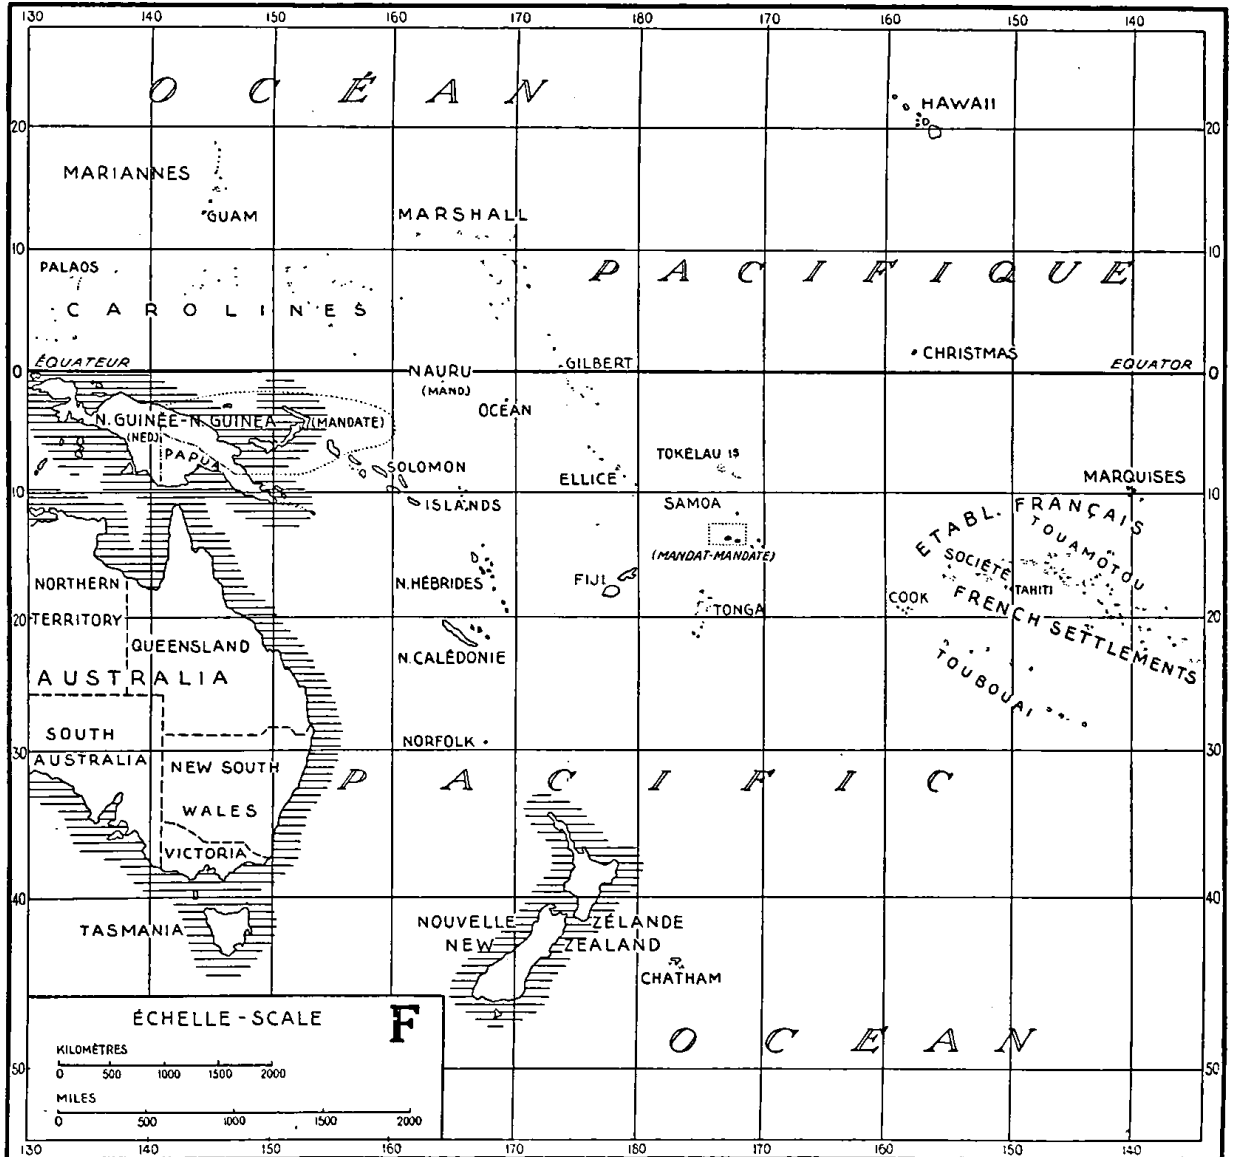 130 140 150 160 170 180 170 160 150 140
OCÉAN
HAWAII
20 20
MARIANNES
GUAM
MARSHALL
10 10
PALAOS
PACIFIQUE
CAROLINES
CHRISTMAS
ÉQUATEUR
GILBERT
EQUATOR
0 0
NAURU
(MAND)
OCEAN
N. GUINÉE-N. GUINEA
(MANDATE)
(NED)
PAPUA
SOLOMON
ISLANDS
TOKELAU IS
ELLICE
MARQUISES
10 10
SAMOA
(MANDAT-MANDATE)
ETABL. FRANÇAIS
TOUAMOTOU
SOCIÉTÉ
TAHITI
FRENCH SETTLEMENTS
NORTHERN
TERRITORY
N.HÉBRIDES
FIJI
TONGA
COOK
20 20
QUEENSLAND
N.CALÉDONIE
AUSTRALIA
TOUBOUAI
SOUTH
AUSTRALIA
NORFOLK
30 30
NEW SOUTH
WALES
PACIFIC
VICTORIA
40 40
TASMANIA
NOUVELLE ZÉLANDE
NEW ZEALAND
CHATHAM
OCEAN
ÉCHELLE-SCALE
F
KILOMÈTRES
0 500 1000 1500 2000
50 50
MILES
0 500 1000 1500 2000
130 140 150 160 170 180 170 160 150 140